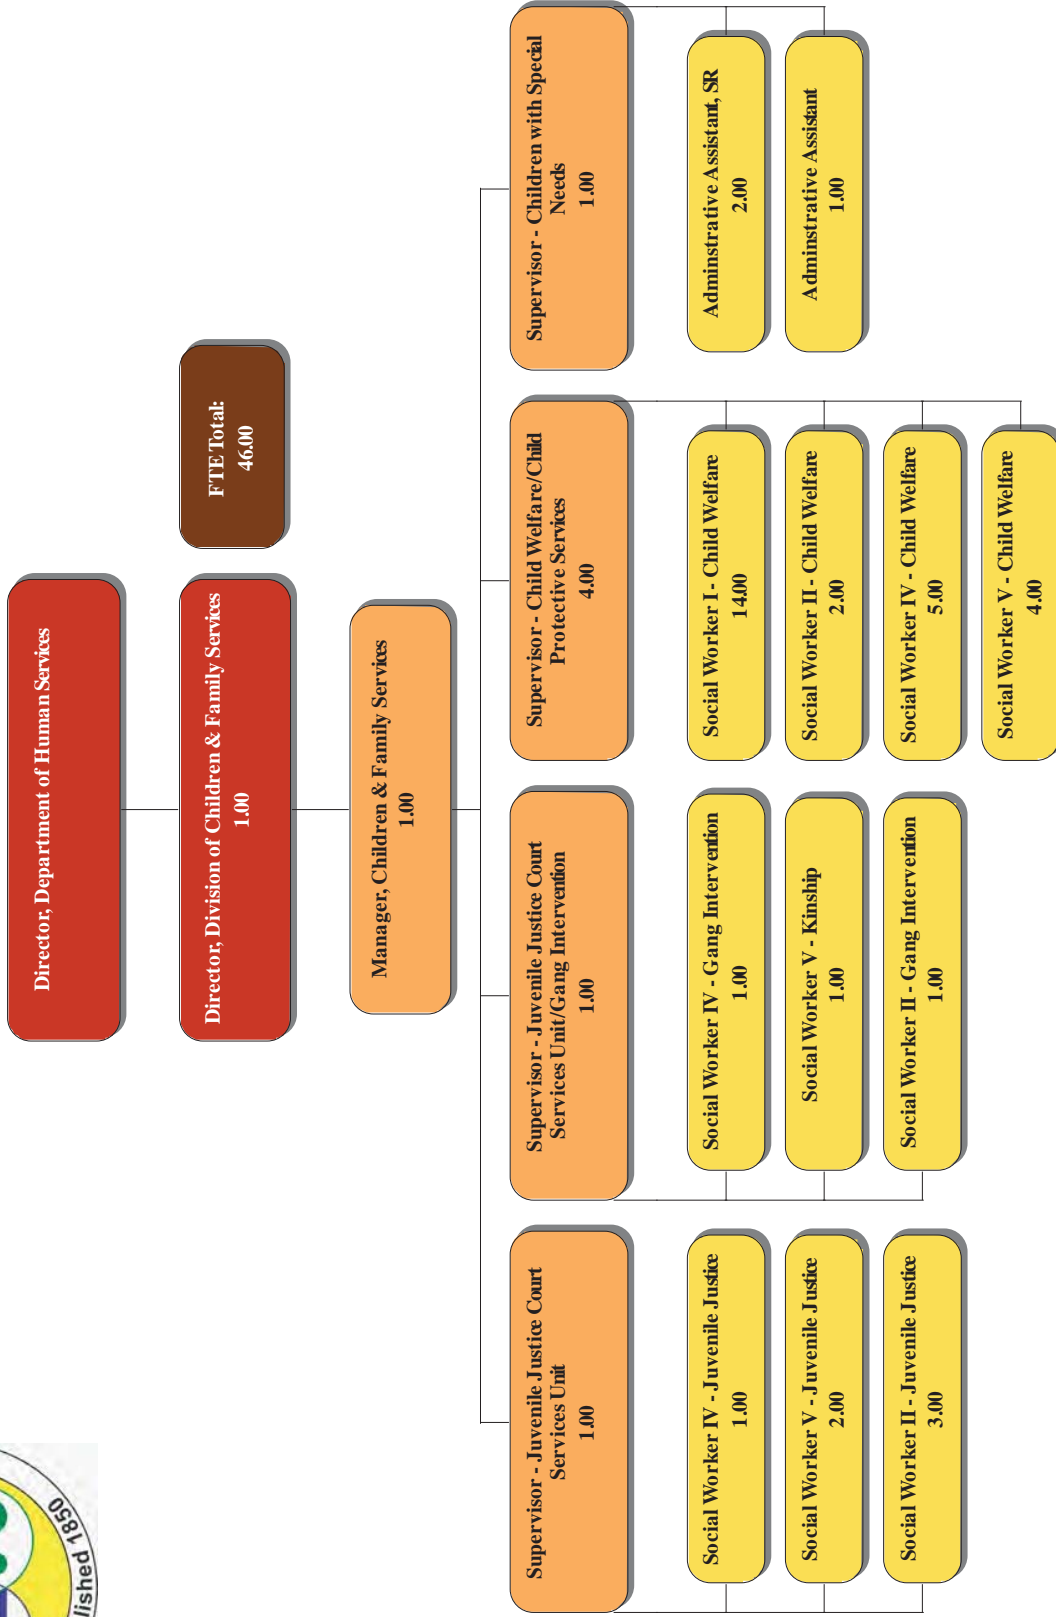 Director, Department of Human Services
Director, Division of Children & Family Services
1.00
FTE Total:
46.00
Manager, Children & Family Services
1.00
Supervisor - Juvenile Justice Court
Services Unit
1.00
Social Worker IV - Juvenile Justice
1.00
Social Worker V - Juvenile Justice
2.00
Social Worker II - Juvenile Justice
3.00
Supervisor - Juvenile Justice Court
Services Unit/Gang Intervention
1.00
Social Worker IV - Gang Intervention
1.00
Social Worker V - Kinship
1.00
Social Worker II - Gang Intervention
1.00
Supervisor - Child Welfare/Child
Protective Services
4.00
Social Worker I - Child Welfare
14.00
Social Worker II - Child Welfare
2.00
Social Worker IV - Child Welfare
5.00
Social Worker V - Child Welfare
4.00
Supervisor - Children with Special
Needs
1.00
Adminstrative Assistant, SR
2.00
Adminstrative Assistant
1.00
lished 1850